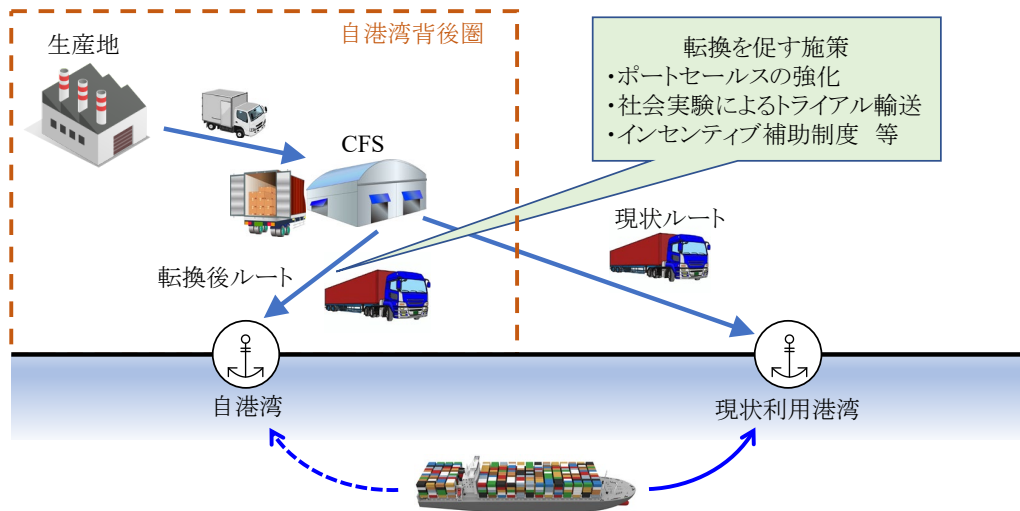 自港湾背後圏
生産地
転換を促す施策
・ポートセールスの強化
・社会実験によるトライアル輸送
・インセンティブ補助制度　等
CFS
現状ルート
転換後ルート
自港湾
現状利用港湾